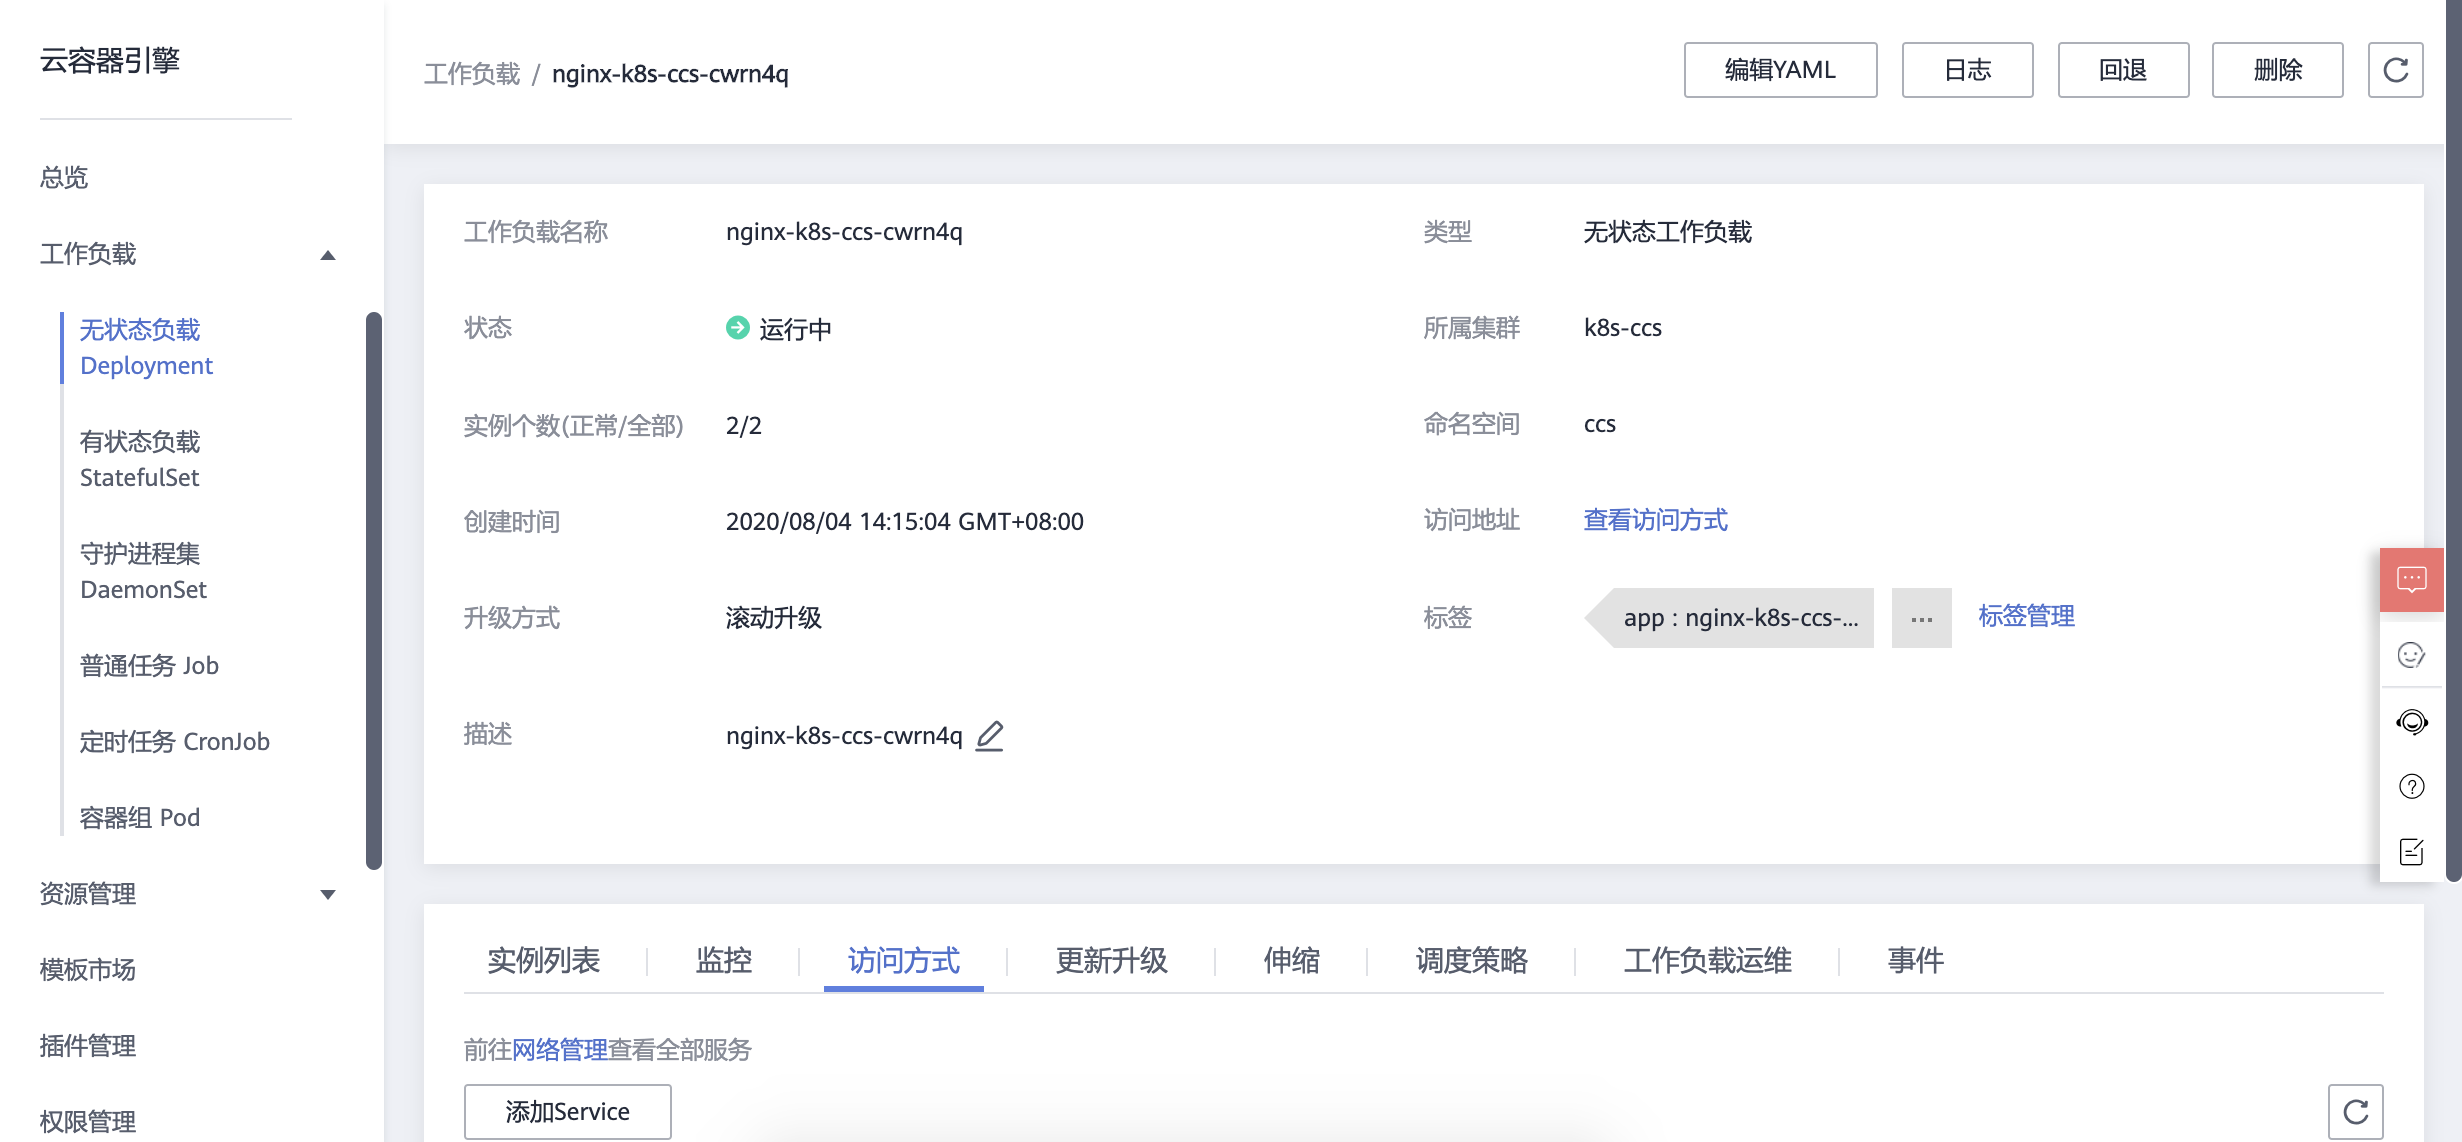 云容器引擎
总览
工作负载
无状态负载
Deployment
有状态负载
StatefulSet
守护进程集
DaemonSet
普通任务 Job
定时任务 CronJob
容器组 Pod
资源管理
模板市场
插件管理
权限管理
工作负载 / nginx-k8s-ccs-cwrn4q
编辑YAML
日志
回退
删除
工作负载名称 nginx-k8s-ccs-cwrn4q
类型 无状态工作负载
状态 运行中
所属集群 k8s-ccs
实例个数(正常/全部) 2/2
命名空间 ccs
创建时间 2020/08/04 14:15:04 GMT+08:00
访问地址 查看访问方式
升级方式 滚动升级
标签 app : nginx-k8s-ccs-... ... 标签管理
描述 nginx-k8s-ccs-cwrn4q
实例列表 监控 访问方式 更新升级 伸缩 调度策略 工作负载运维 事件
前往网络管理查看全部服务
添加Service